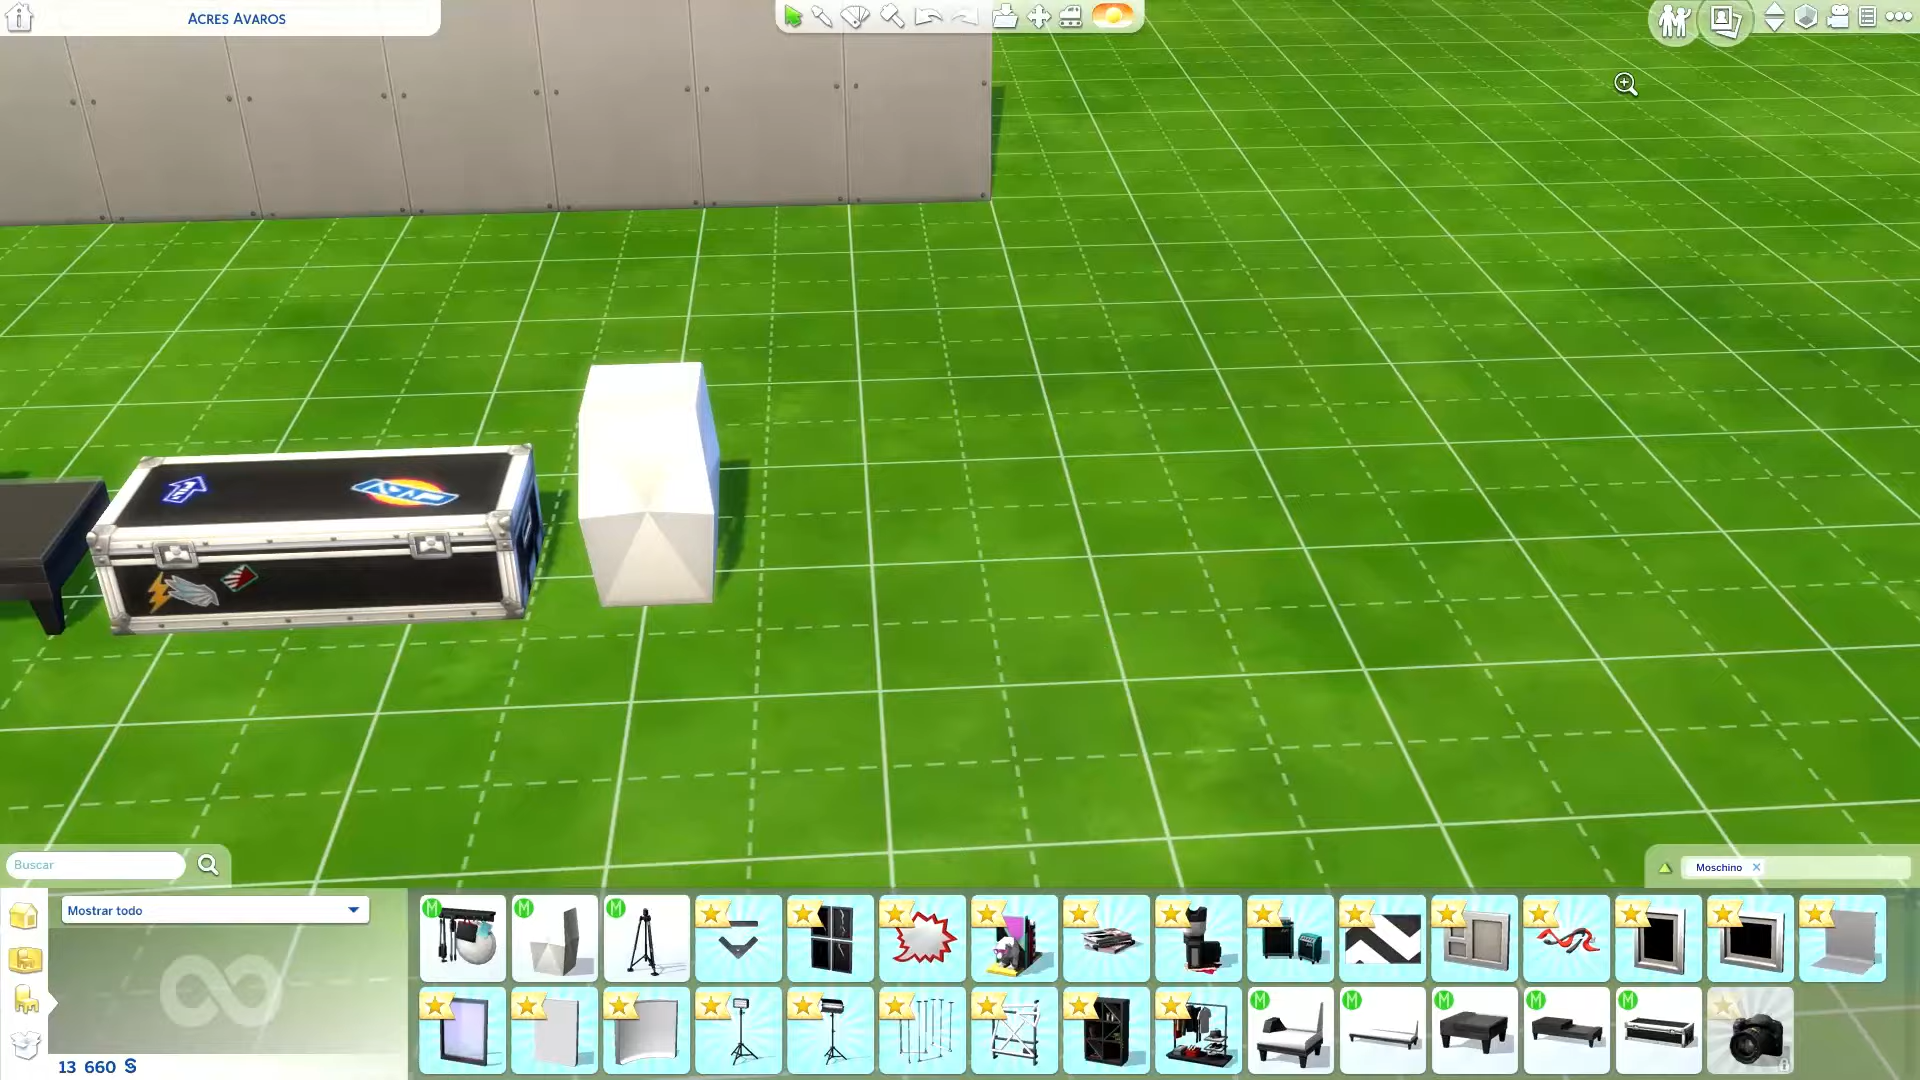 Acres Avaros
Buscar
Moschino
Mostrar todo
13 660 S